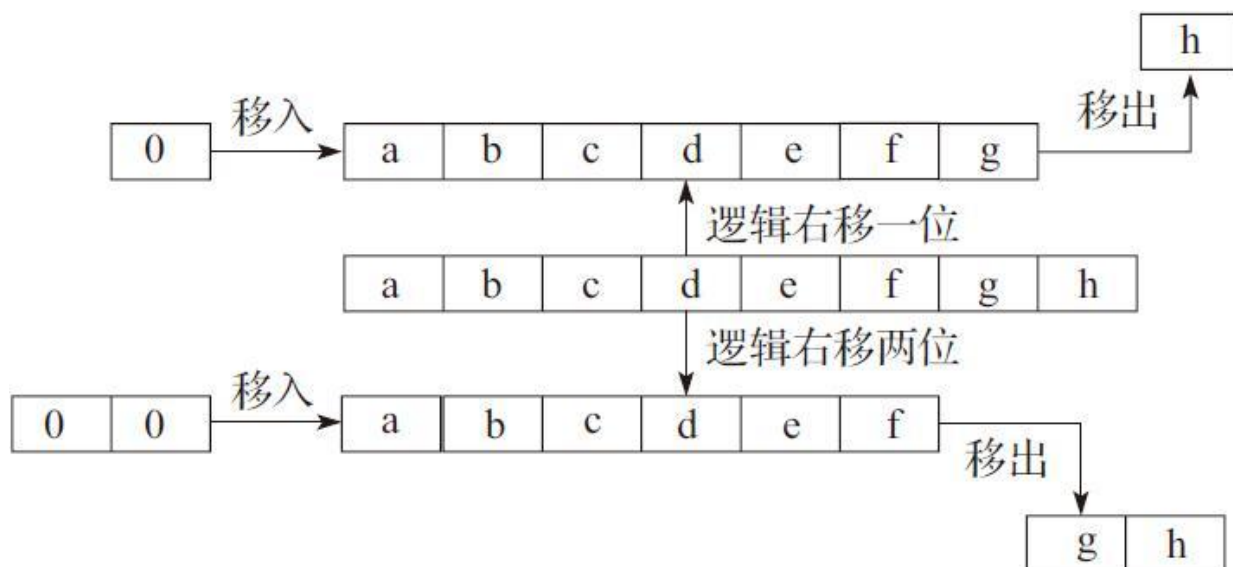 h
移入 移出
0 a b c d e f g
逻辑右移一位
a b c d e f g h
逻辑右移两位
移入
0 0 a b c d e f
移出
g h